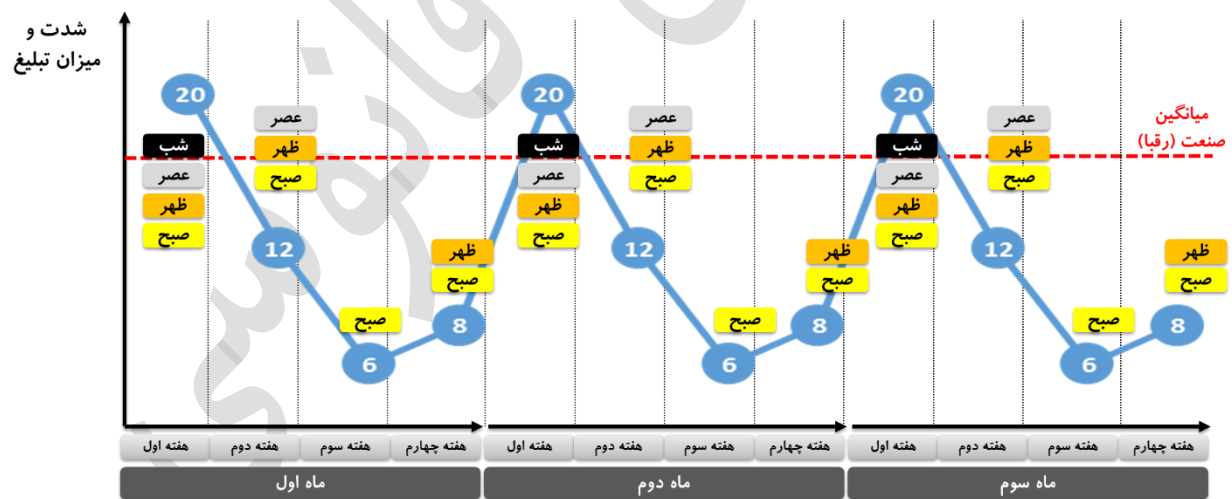 شدت و
میزان تبلیغ
میانگین
صنعت (رقبا)
20
12
6
8
شب
عصر
ظهر
صبح
عصر
ظهر
صبح
صبح
ظهر
صبح
20
12
6
8
شب
عصر
ظهر
صبح
عصر
ظهر
صبح
صبح
ظهر
صبح
20
12
6
8
شب
عصر
ظهر
صبح
عصر
ظهر
صبح
صبح
ظهر
صبح
هفته اول هفته دوم هفته سوم هفته چهارم هفته اول هفته دوم هفته سوم هفته چهارم هفته اول هفته دوم هفته سوم هفته چهارم
ماه اول ماه دوم ماه سوم